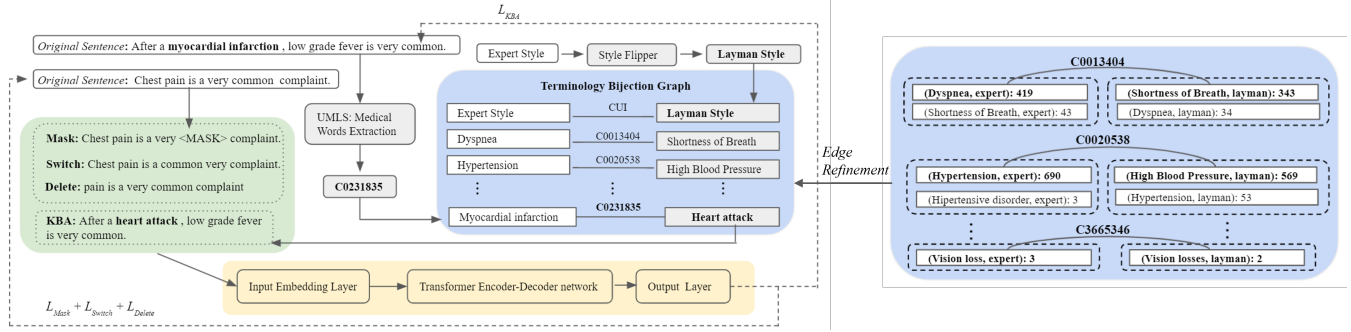 L_KBA
Original Sentence: After a myocardial infarction , low grade fever is very common.
Expert Style
Style Flipper
Layman Style
Original Sentence: Chest pain is a very common complaint.
Mask: Chest pain is a very <MASK> complaint.
Switch: Chest pain is a common very complaint.
Delete: pain is a very common complaint
KBA: After a heart attack , low grade fever
is very common.
UMLS: Medical
Words Extraction
C0231835
Terminology Bijection Graph
Expert Style
CUI
Layman Style
Dyspnea
C0013404
Shortness of Breath
Hypertension
C0020538
High Blood Pressure
Myocardial infarction
C0231835
Heart attack
Input Embedding Layer
Transformer Encoder-Decoder network
Output Layer
L_Mask + L_Switch + L_Delete
Edge
Refinement
C0013404
(Dyspnea, expert): 419
(Shortness of Breath, layman): 343
(Shortness of Breath, expert): 43
(Dyspnea, layman): 34
C0020538
(Hypertension, expert): 690
(High Blood Pressure, layman): 569
(Hipertensive disorder, expert): 3
(Hypertension, layman): 53
C3665346
(Vision loss, expert): 3
(Vision losses, layman): 2